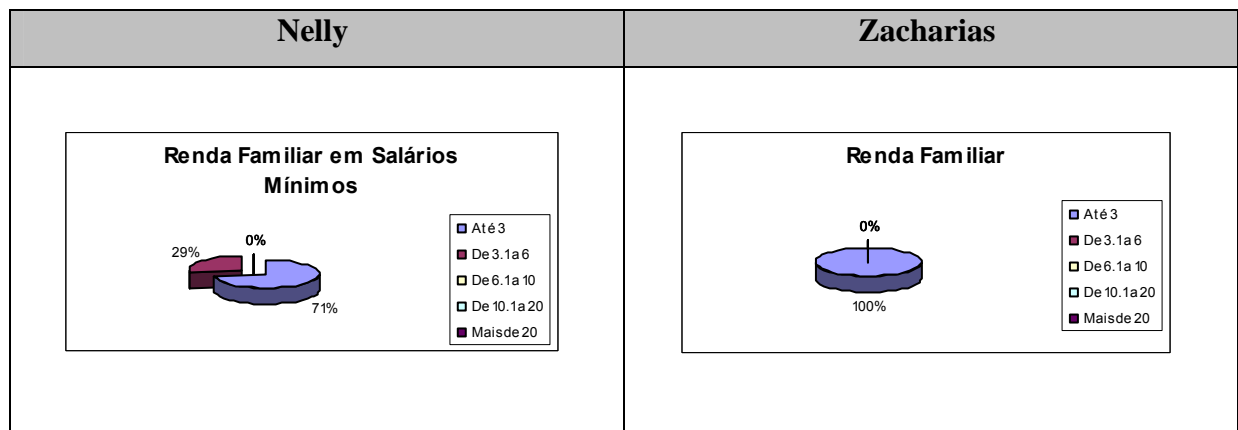 Nelly
Zacharias
Renda Familiar em Salários
Mínimos
29%
0%
71%
Até 3
De 3.1 a 6
De 6.1 a 10
De 10.1 a 20
Mais de 20
Renda Familiar
0%
100%
Até 3
De 3.1 a 6
De 6.1 a 10
De 10.1 a 20
Mais de 20